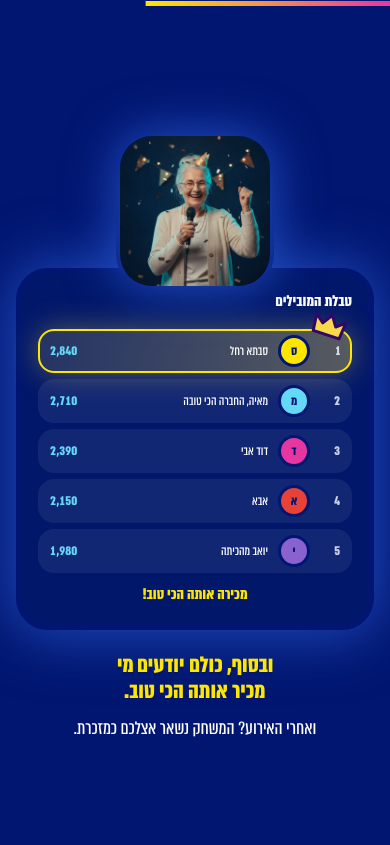 טבלת המובילים
1 ס סבתא רחל 2,840
2 מ מאיה, החברה הכי טובה 2,710
3 ד דוד אבי 2,390
4 א אבא 2,150
5 י יואב מהכיתה 1,980
מכירה אותה הכי טוב!
ובסוף, כולם יודעים מי
מכיר אותה הכי טוב.
ואחרי האירוע? המשחק נשאר אצלכם כמזכרת.